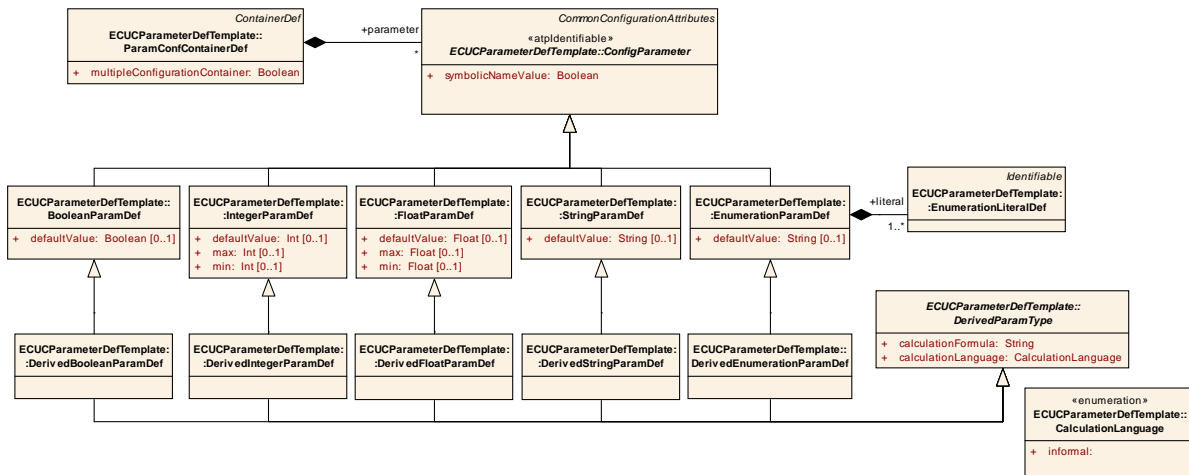 ContainerDef
ECUCParameterDefTemplate::
ParamConfContainerDef
+ multipleConfigurationContainer: Boolean
+parameter
*
CommonConfigurationAttributes
«atpIdentifiable»
ECUCParameterDefTemplate::ConfigParameter
+ symbolicNameValue: Boolean
ECUCParameterDefTemplate::
BooleanParamDef
+ defaultValue: Boolean [0..1]
ECUCParameterDefTemplate:
:IntegerParamDef
+ defaultValue: Int [0..1]
+ max: Int [0..1]
+ min: Int [0..1]
ECUCParameterDefTemplate:
:FloatParamDef
+ defaultValue: Float [0..1]
+ max: Float [0..1]
+ min: Float [0..1]
ECUCParameterDefTemplate:
:StringParamDef
+ defaultValue: String [0..1]
ECUCParameterDefTemplate:
:EnumerationParamDef
+ defaultValue: String [0..1]
+literal
1..*
Identifiable
ECUCParameterDefTemplate:
:EnumerationLiteralDef
ECUCParameterDefTemplate:
:DerivedBooleanParamDef
ECUCParameterDefTemplate:
:DerivedIntegerParamDef
ECUCParameterDefTemplate:
:DerivedFloatParamDef
ECUCParameterDefTemplate:
:DerivedStringParamDef
ECUCParameterDefTemplate::
DerivedEnumerationParamDef
ECUCParameterDefTemplate::
DerivedParamType
+ calculationFormula: String
+ calculationLanguage: CalculationLanguage
«enumeration»
ECUCParameterDefTemplate::
CalculationLanguage
+ informal: